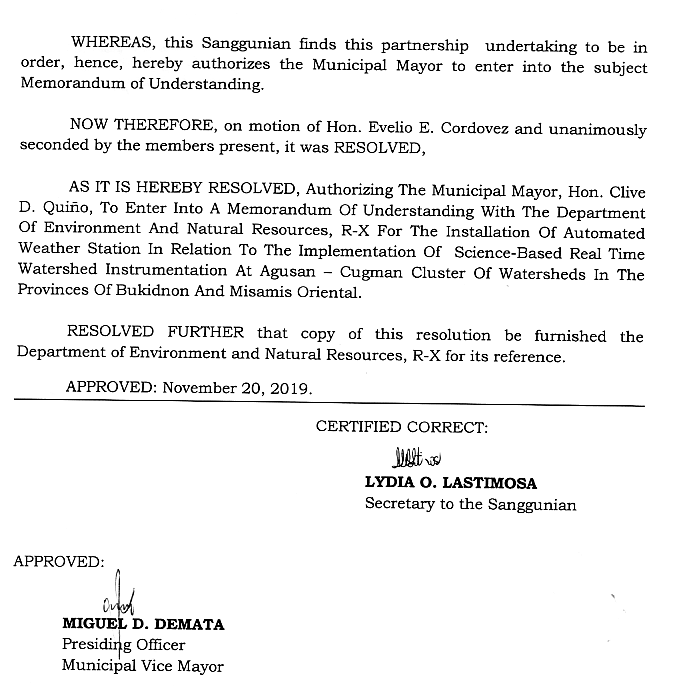 WHEREAS, this Sanggunian finds this partnership undertaking to be in
order, hence, hereby authorizes the Municipal Mayor to enter into the subject
Memorandum of Understanding.
NOW THEREFORE, on motion of Hon. Evelio E. Cordovez and unanimously
seconded by the members present, it was RESOLVED,
AS IT IS HEREBY RESOLVED, Authorizing The Municipal Mayor, Hon. Clive
D. Quiño, To Enter Into A Memorandum Of Understanding With The Department
Of Environment And Natural Resources, R-X For The Installation Of Automated
Weather Station In Relation To The Implementation Of Science-Based Real Time
Watershed Instrumentation At Agusan – Cugman Cluster Of Watersheds In The
Provinces Of Bukidnon And Misamis Oriental.
RESOLVED FURTHER that copy of this resolution be furnished the
Department of Environment and Natural Resources, R-X for its reference.
APPROVED: November 20, 2019.
CERTIFIED CORRECT:
LYDIA O. LASTIMOSA
Secretary to the Sanggunian
APPROVED:
MIGUEL D. DEMATA
Presiding Officer
Municipal Vice Mayor